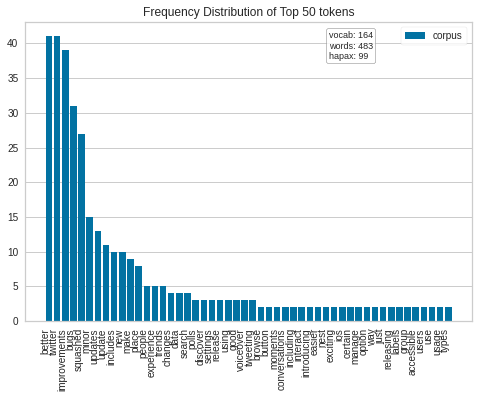 Frequency Distribution of Top 50 tokens
vocab: 164
words: 483
hapax: 99
corpus
40
35
30
25
20
15
10
5
0
better
twitter
improvements
bugs
squashed
minor
updates
update
includes
new
make
place
people
experience
trends
changes
data
search
polls
discover
settings
release
using
good
voiceover
tweeting
browse
button
moments
conversations
including
interact
introducing
easier
nest
exciting
ios
certain
manage
option
way
just
releasing
labels
group
accessible
users
use
usage
types